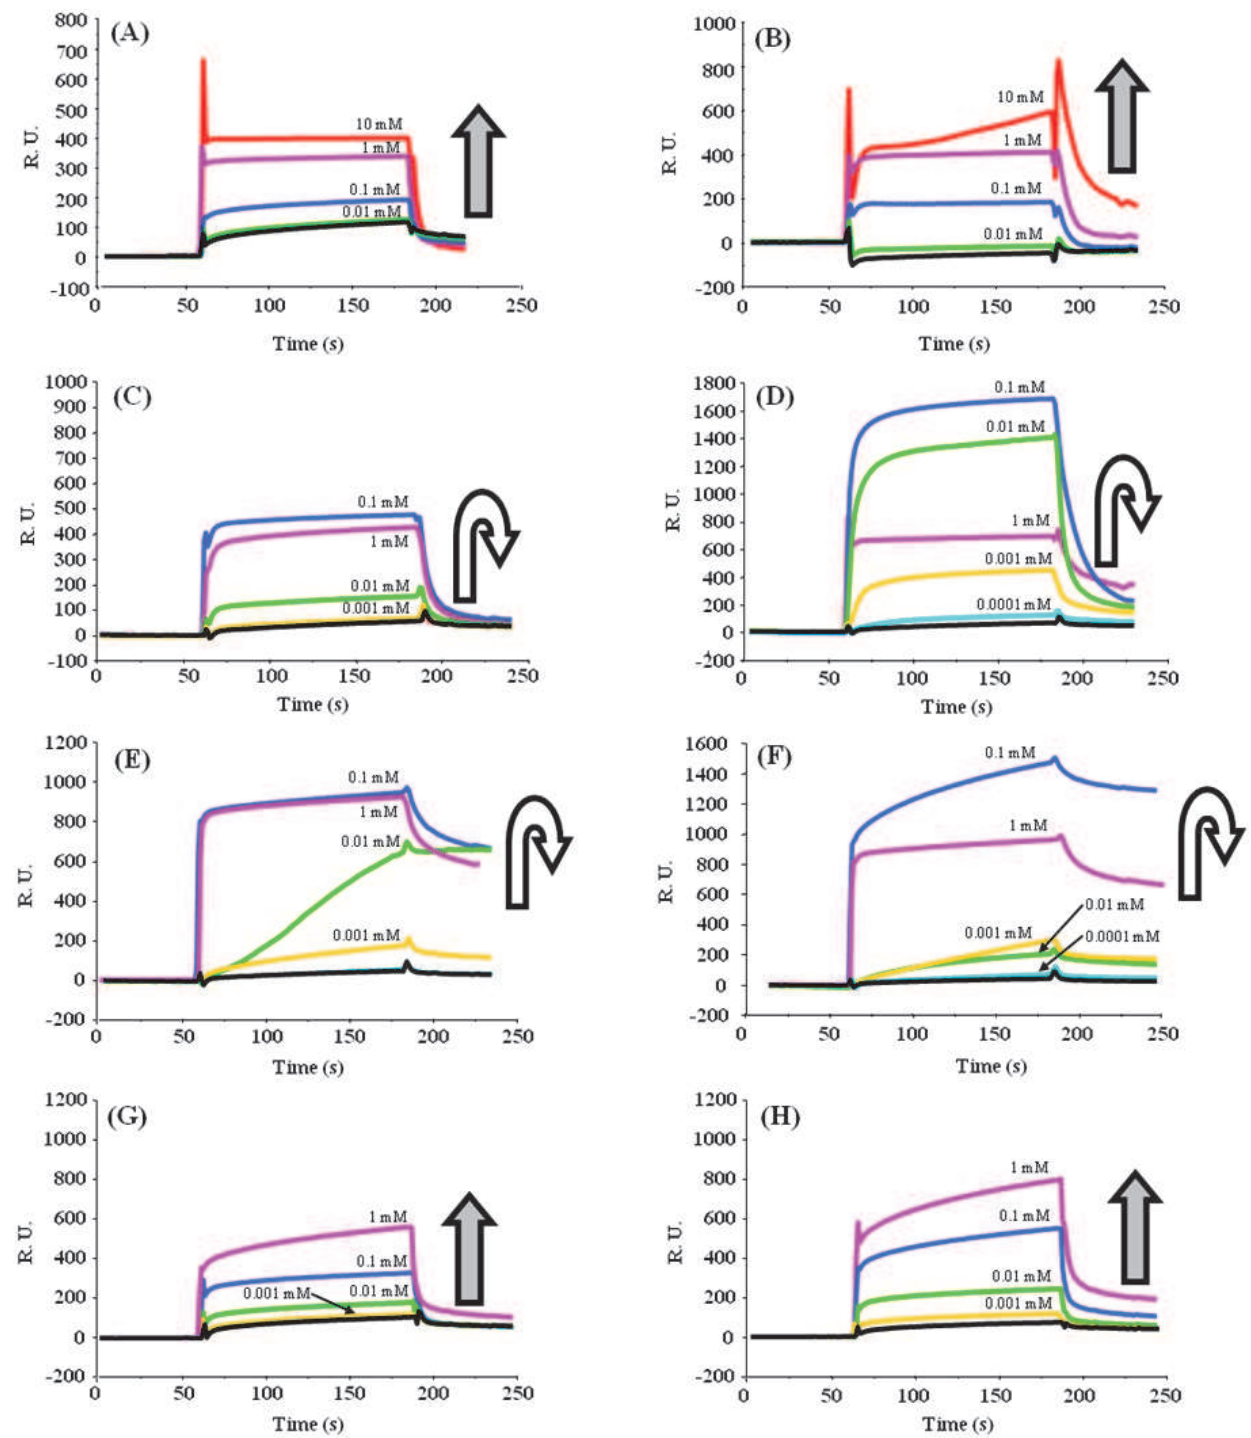 (A)
800
700
600
500
400
300
200
100
0
-100
R. U.
10 mM
1 mM
0.1 mM
0.01 mM
0 50 100 150 200 250
Time (s)
(B)
1000
800
600
400
200
0
-200
R. U.
10 mM
1 mM
0.1 mM
0.01 mM
0 50 100 150 200 250
Time (s)
(C)
1000
900
800
700
600
500
400
300
200
100
0
-100
R. U.
0.1 mM
1 mM
0.01 mM
0.001 mM
0 50 100 150 200 250
Time (s)
(D)
1800
1600
1400
1200
1000
800
600
400
200
0
-200
R. U.
0.1 mM
0.01 mM
1 mM
0.001 mM
0.0001 mM
0 50 100 150 200 250
Time (s)
(E)
1200
1000
800
600
400
200
0
-200
R. U.
0.1 mM
1 mM
0.01 mM
0.001 mM
0 50 100 150 200 250
Time (s)
(F)
1600
1400
1200
1000
800
600
400
200
0
-200
R. U.
0.1 mM
1 mM
0.01 mM
0.001 mM
0.0001 mM
0 50 100 150 200 250
Time (s)
(G)
1200
1000
800
600
400
200
0
-200
R. U.
1 mM
0.1 mM
0.001 mM
0.01 mM
0 50 100 150 200 250
Time (s)
(H)
1200
1000
800
600
400
200
0
-200
R. U.
1 mM
0.1 mM
0.01 mM
0.001 mM
0 50 100 150 200 250
Time (s)